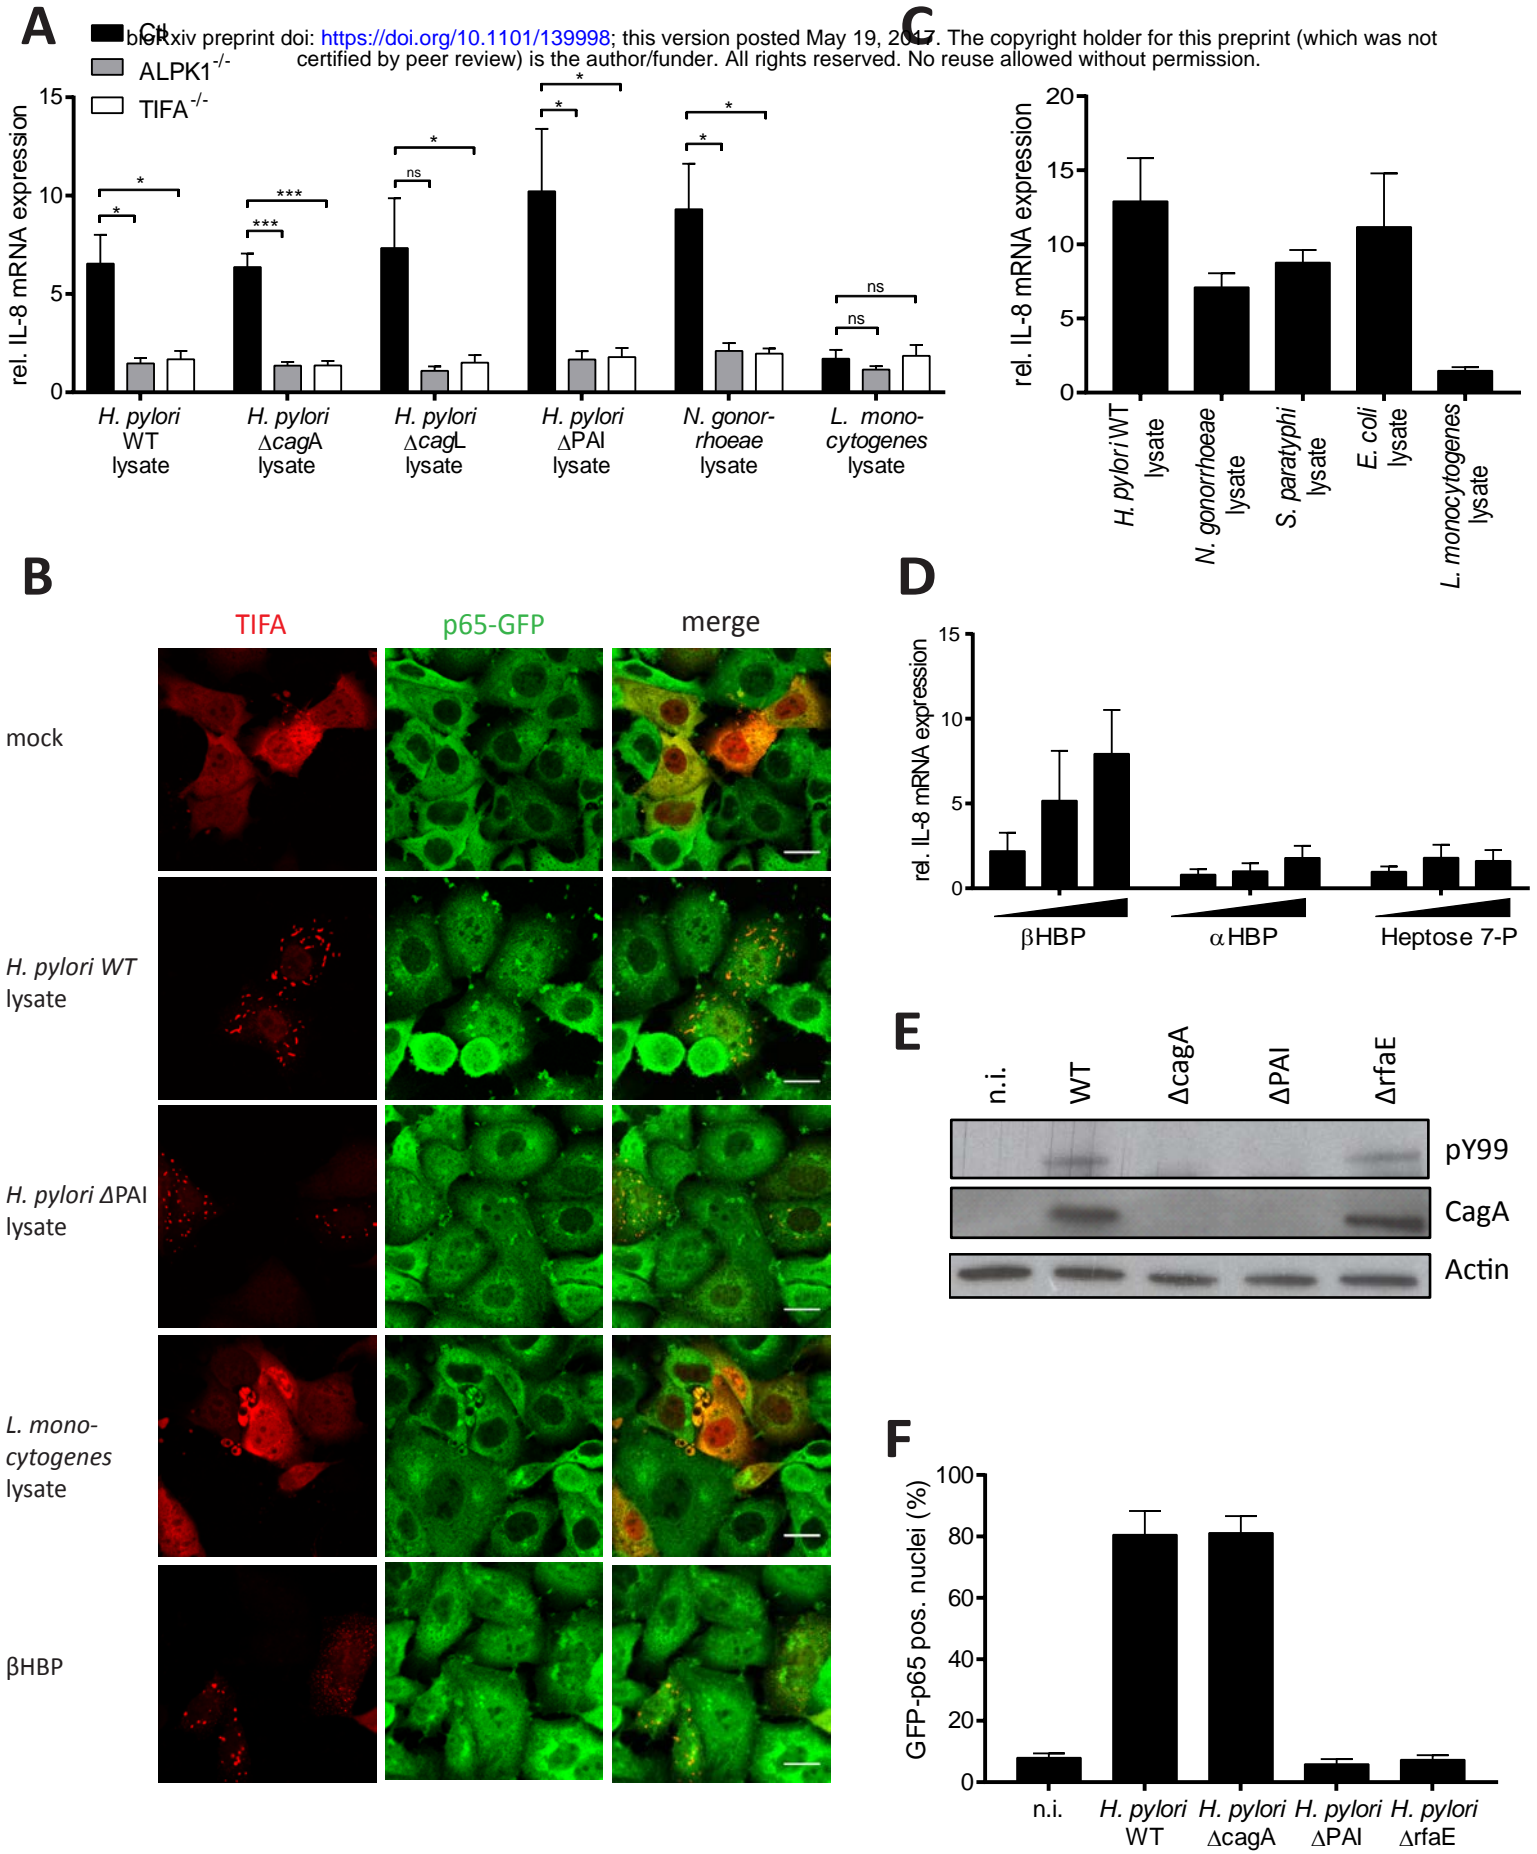 A
C
bioRxiv preprint doi: https://doi.org/10.1101/139998; this version posted May 19, 2017. The copyright holder for this preprint (which was not
certified by peer review) is the author/funder. All rights reserved. No reuse allowed without permission.
Ctl
ALPK1-/-
TIFA-/-
rel. IL-8 mRNA expression
15
10
5
0
* *
*** ***
ns *
* *
* *
ns ns
H. pylori
WT
lysate
H. pylori
ΔcagA
lysate
H. pylori
ΔcagL
lysate
H. pylori
ΔPAI
lysate
N. gonor-
rhoeae
lysate
L. mono-
cytogenes
lysate
rel. IL-8 mRNA expression
20
15
10
5
0
H. pylori WT
lysate
N. gonorrhoeae
lysate
S. paratyphi
lysate
E. coli
lysate
L. monocytogenes
lysate
B
TIFA
p65-GFP
merge
mock
H. pylori WT
lysate
H. pylori ΔPAI
lysate
L. mono-
cytogenes
lysate
βHBP
D
rel. IL-8 mRNA expression
15
10
5
0
βHBP
αHBP
Heptose 7-P
E
n.i.
WT
ΔcagA
ΔPAI
ΔrfaE
pY99
CagA
Actin
F
GFP-p65 pos. nuclei (%)
100
80
60
40
20
0
n.i.
H. pylori
WT
H. pylori
ΔcagA
H. pylori
ΔPAI
H. pylori
ΔrfaE